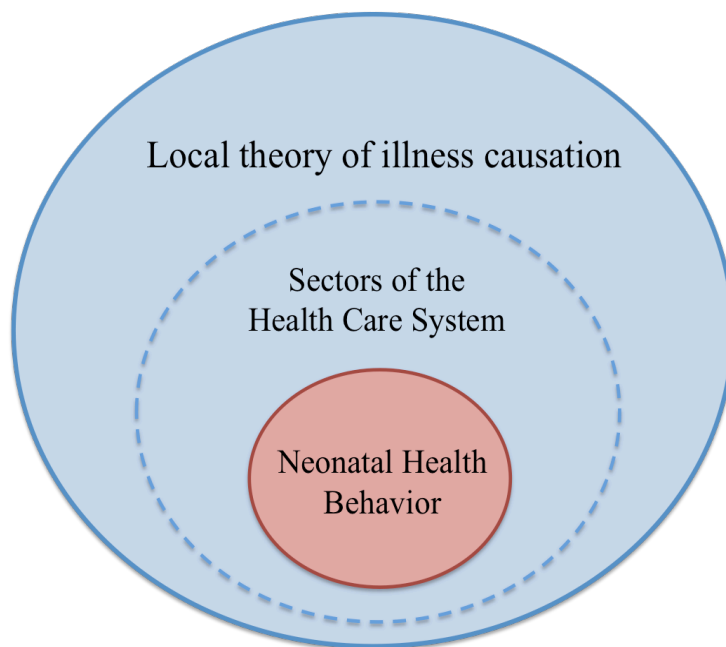 Local theory of illness causation
Sectors of the
Health Care System
Neonatal Health
Behavior